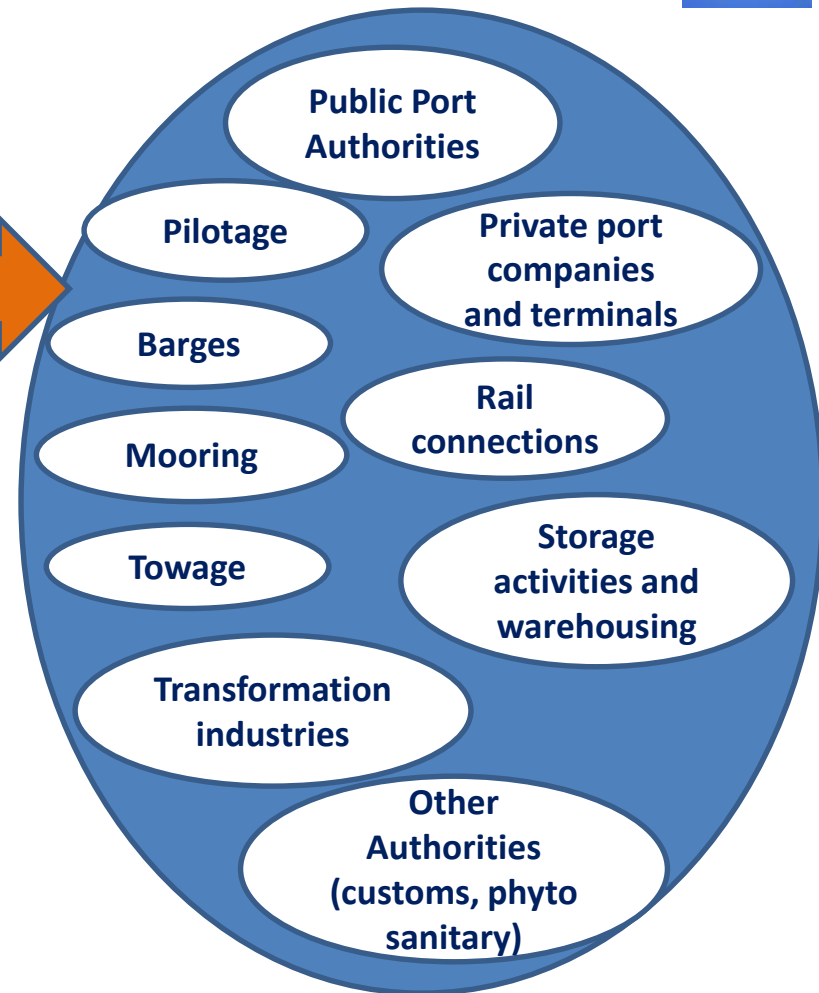 Public Port
Authorities
Pilotage
Private port
companies
and terminals
Barges
Rail
connections
Mooring
Storage
activities and
warehousing
Towage
Transformation
industries
Other
Authorities
(customs, phyto
sanitary)